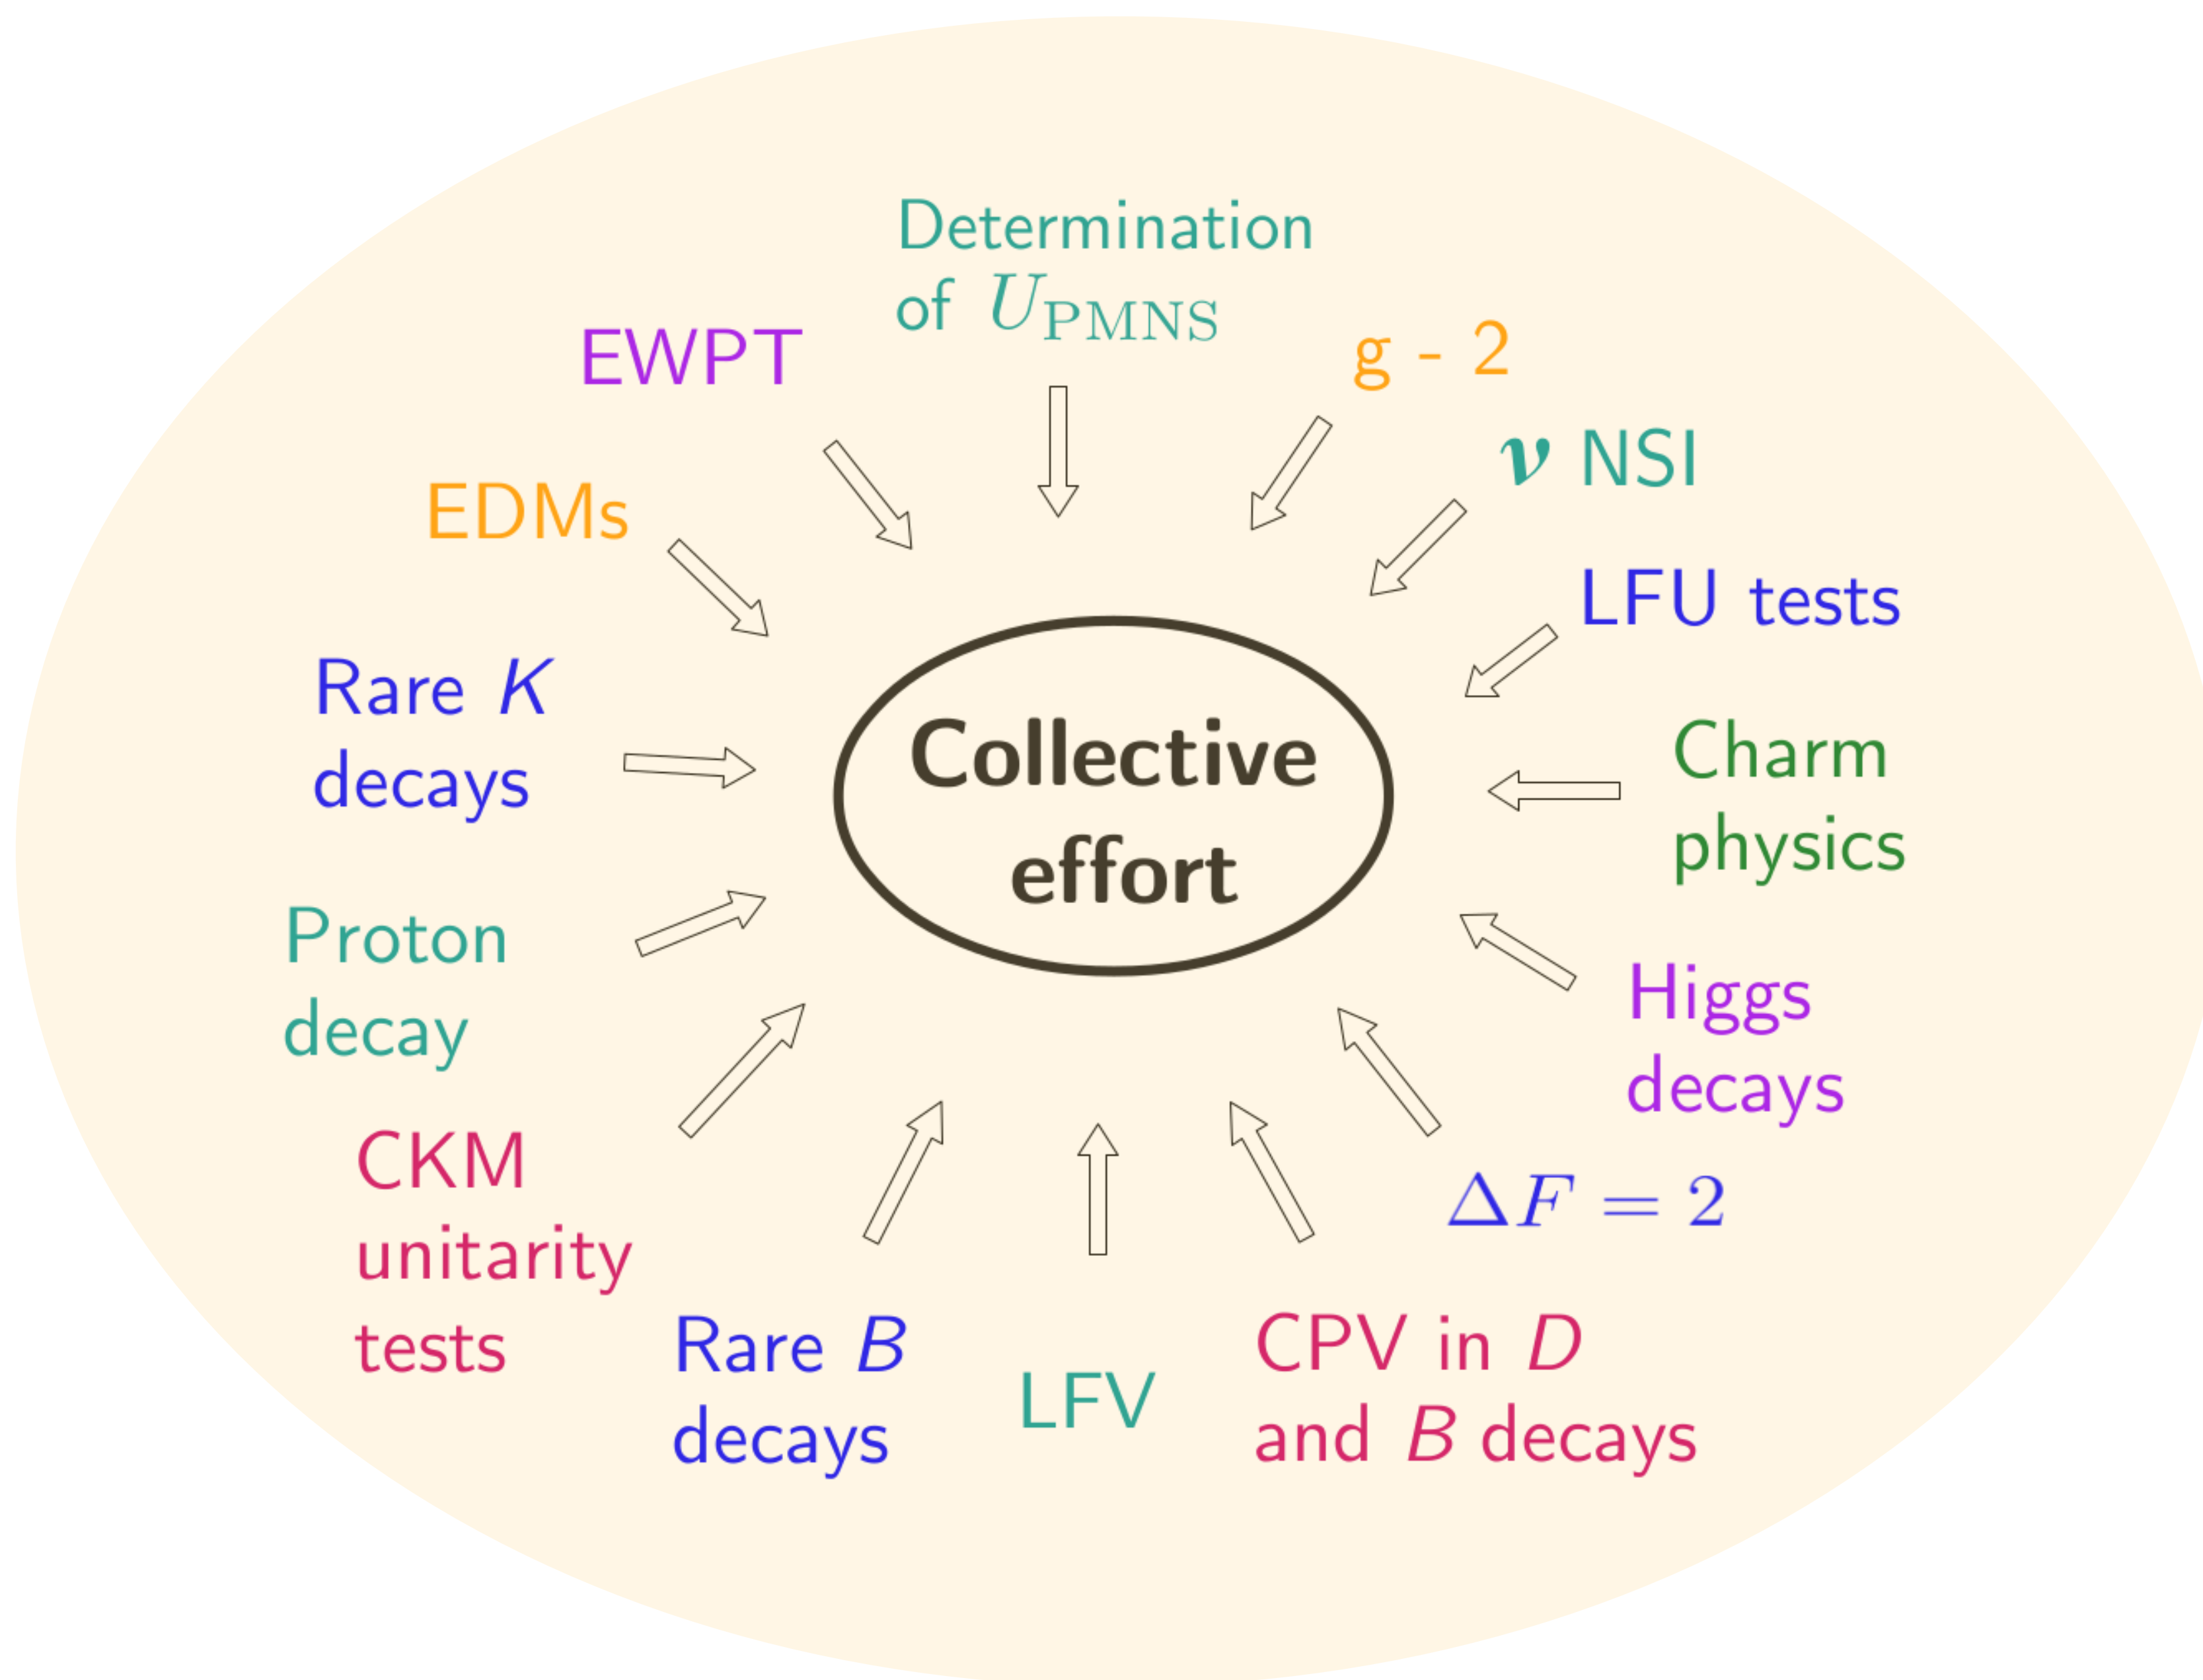 Determination
of U_PMNS
EWPT
g - 2
ν NSI
EDMs
LFU tests
Rare K
decays
Collective
effort
Charm
physics
Proton
decay
Higgs
decays
CKM
unitarity
tests
ΔF = 2
Rare B
decays
LFV
CPV in D
and B decays